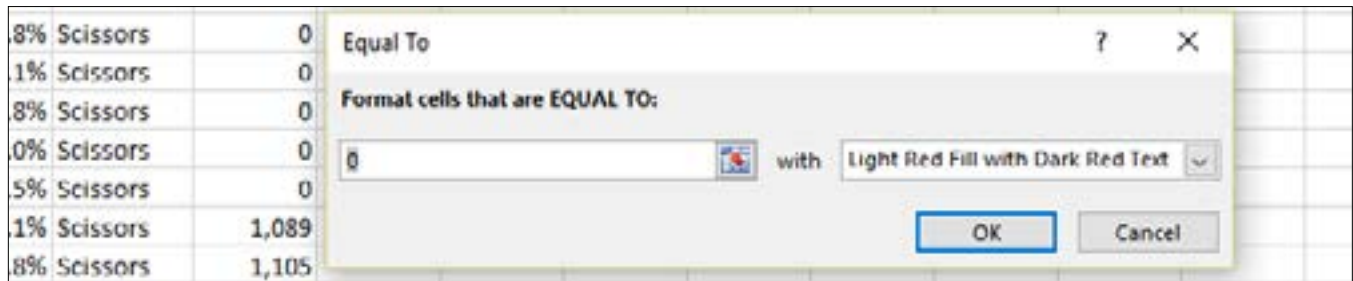 .8% Scissors 0
.1% Scissors 0
.8% Scissors 0
.0% Scissors 0
.5% Scissors 0
.1% Scissors 1,089
.8% Scissors 1,105
Equal To ? ×
Format cells that are EQUAL TO:
0 with Light Red Fill with Dark Red Text
OK Cancel